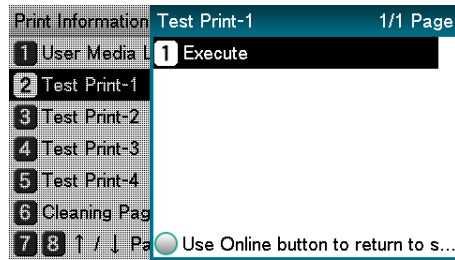 Print Information
1 User Media L
2 Test Print-1
3 Test Print-2
4 Test Print-3
5 Test Print-4
6 Cleaning Pag
7 8 ↑ / ↓ Pa
Test Print-1 1/1 Page
1 Execute
Use Online button to return to s...